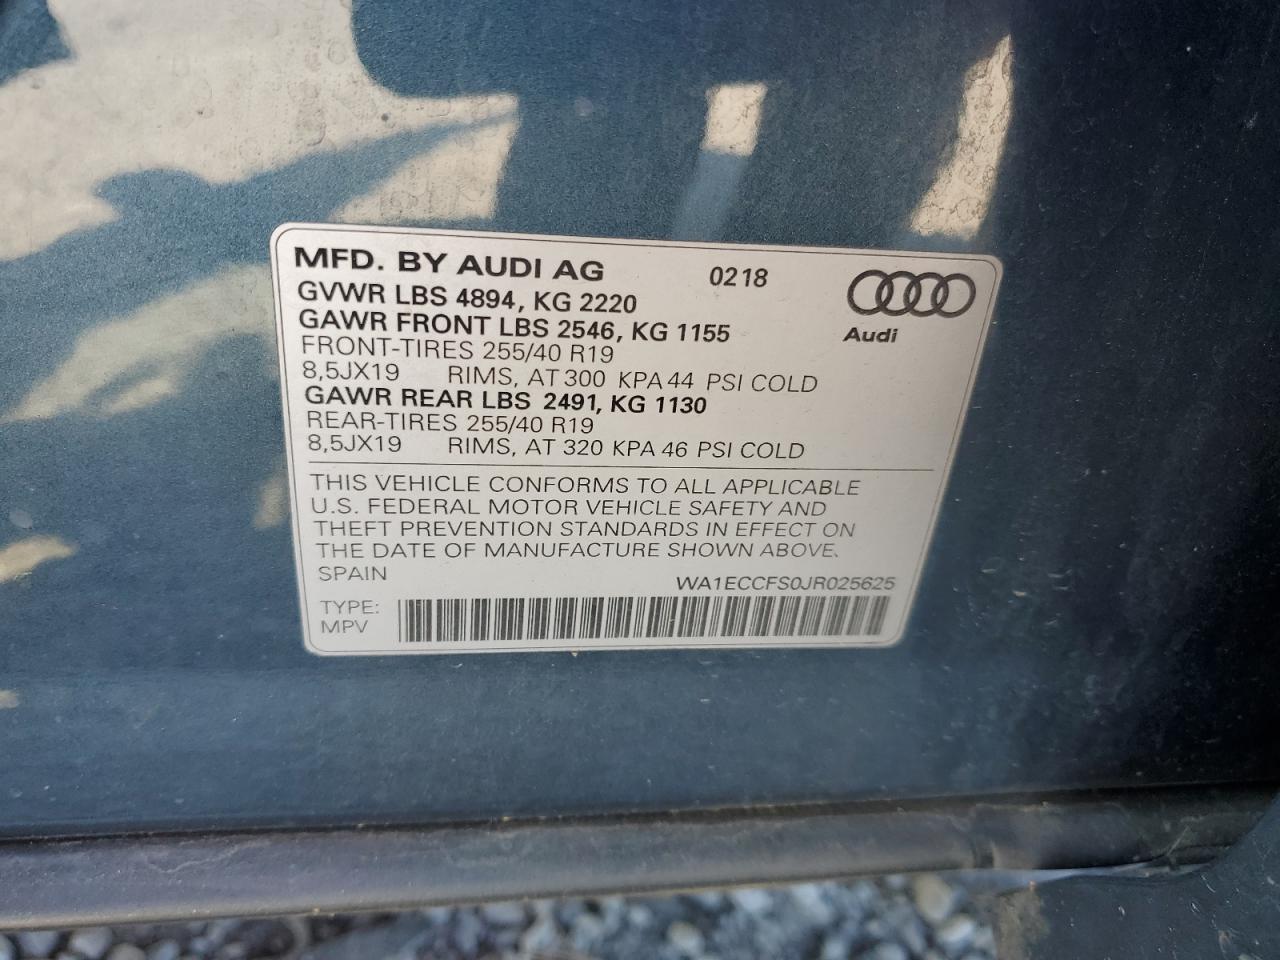 MFD. BY AUDI AG 0218
GVWR LBS 4894, KG 2220
GAWR FRONT LBS 2546, KG 1155
Audi
FRONT-TIRES 255/40 R19
8,5JX19 RIMS, AT 300 KPA 44 PSI COLD
GAWR REAR LBS 2491, KG 1130
REAR-TIRES 255/40 R19
8,5JX19 RIMS, AT 320 KPA 46 PSI COLD
THIS VEHICLE CONFORMS TO ALL APPLICABLE
U.S. FEDERAL MOTOR VEHICLE SAFETY AND
THEFT PREVENTION STANDARDS IN EFFECT ON
THE DATE OF MANUFACTURE SHOWN ABOVE.
SPAIN WA1ECCFS0JR025625
TYPE:
MPV